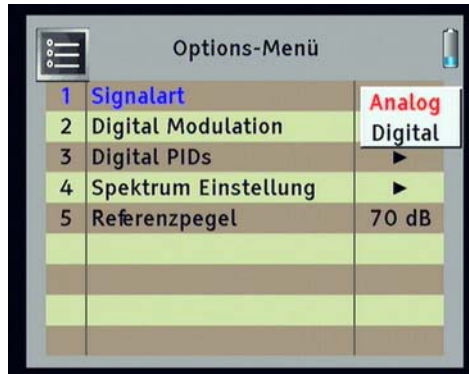 Options-Menü
1 Signalart Analog
2 Digital Modulation Digital
3 Digital PIDs ►
4 Spektrum Einstellung ►
5 Referenzpegel 70 dB